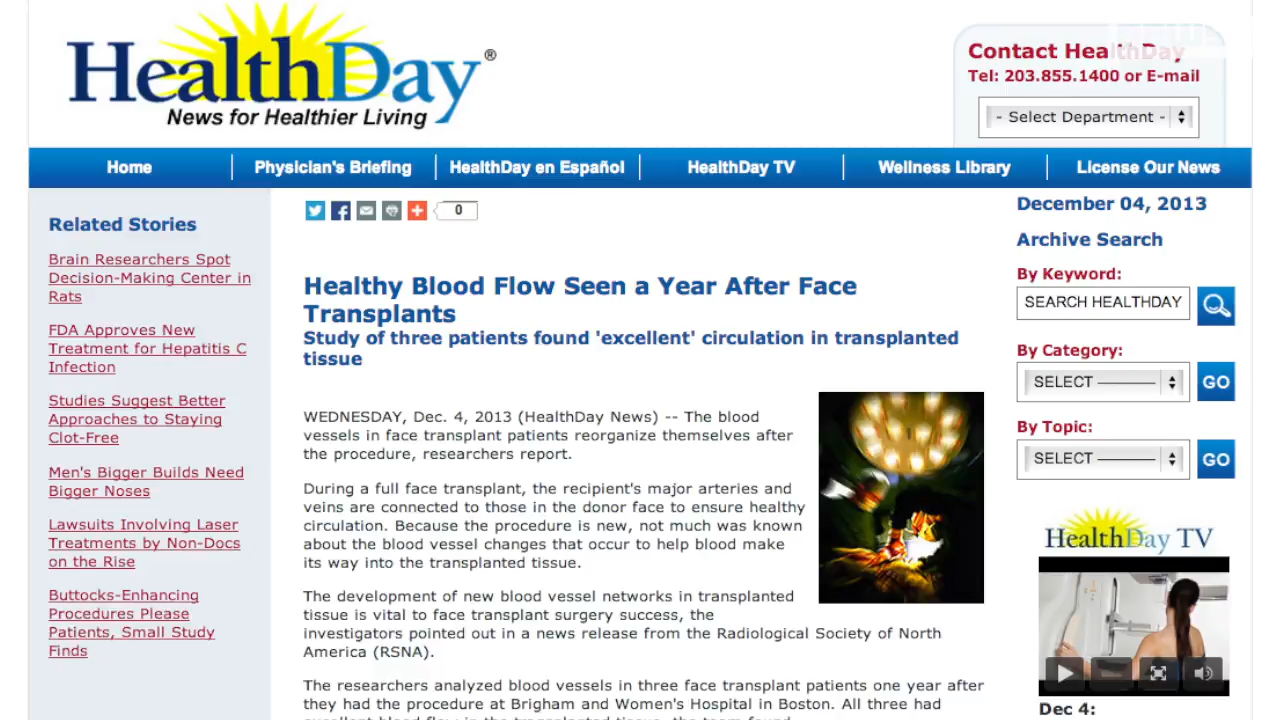 HealthDay®
News for Healthier Living
Contact HealthDay
Tel: 203.855.1400 or E-mail
- Select Department -
Home
Physician's Briefing
HealthDay en Español
HealthDay TV
Wellness Library
License Our News
Related Stories
Brain Researchers Spot
Decision-Making Center in
Rats
FDA Approves New
Treatment for Hepatitis C
Infection
Studies Suggest Better
Approaches to Staying
Clot-Free
Men's Bigger Builds Need
Bigger Noses
Lawsuits Involving Laser
Treatments by Non-Docs
on the Rise
Buttocks-Enhancing
Procedures Please
Patients, Small Study
Finds
0
Healthy Blood Flow Seen a Year After Face
Transplants
Study of three patients found 'excellent' circulation in transplanted
tissue
WEDNESDAY, Dec. 4, 2013 (HealthDay News) -- The blood
vessels in face transplant patients reorganize themselves after
the procedure, researchers report.
During a full face transplant, the recipient's major arteries and
veins are connected to those in the donor face to ensure healthy
circulation. Because the procedure is new, not much was known
about the blood vessel changes that occur to help blood make
its way into the transplanted tissue.
The development of new blood vessel networks in transplanted
tissue is vital to face transplant surgery success, the
investigators pointed out in a news release from the Radiological Society of North
America (RSNA).
The researchers analyzed blood vessels in three face transplant patients one year after
they had the procedure at Brigham and Women's Hospital in Boston. All three had
excellent blood flow in the transplanted tissue, the team found.
December 04, 2013
Archive Search
By Keyword:
SEARCH HEALTHDAY
By Category:
SELECT ————
GO
By Topic:
SELECT ————
GO
HealthDay TV
Dec 4: